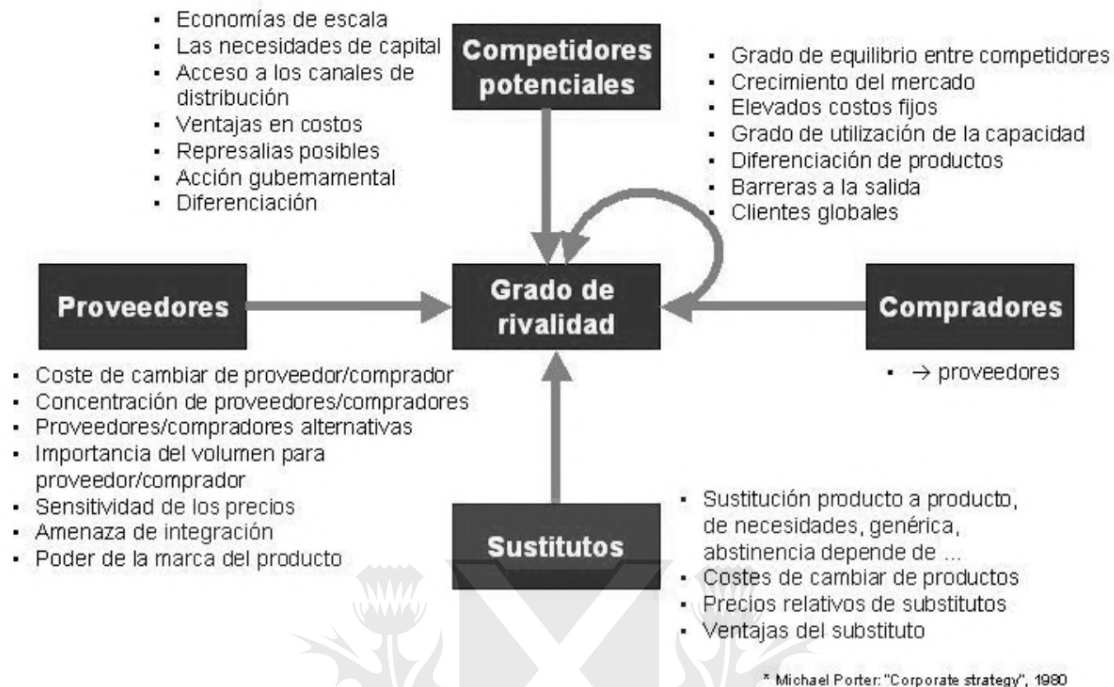 ▪ Economías de escala
▪ Las necesidades de capital
▪ Acceso a los canales de
distribución
▪ Ventajas en costos
▪ Represalias posibles
▪ Acción gubernamental
▪ Diferenciación
Competidores
potenciales
▪ Grado de equilibrio entre competidores
▪ Crecimiento del mercado
▪ Elevados costos fijos
▪ Grado de utilización de la capacidad
▪ Diferenciación de productos
▪ Barreras a la salida
▪ Clientes globales
Proveedores
Grado de
rivalidad
Compradores
▪ Coste de cambiar de proveedor/comprador
▪ Concentración de proveedores/compradores
▪ Proveedores/compradores alternativas
▪ Importancia del volumen para
proveedor/comprador
▪ Sensitividad de los precios
▪ Amenaza de integración
▪ Poder de la marca del producto
▪ → proveedores
Sustitutos
▪ Sustitución producto a producto,
de necesidades, genérica,
abstinencia depende de ...
▪ Costes de cambiar de productos
▪ Precios relativos de substitutos
▪ Ventajas del substituto
* Michael Porter: "Corporate strategy", 1980